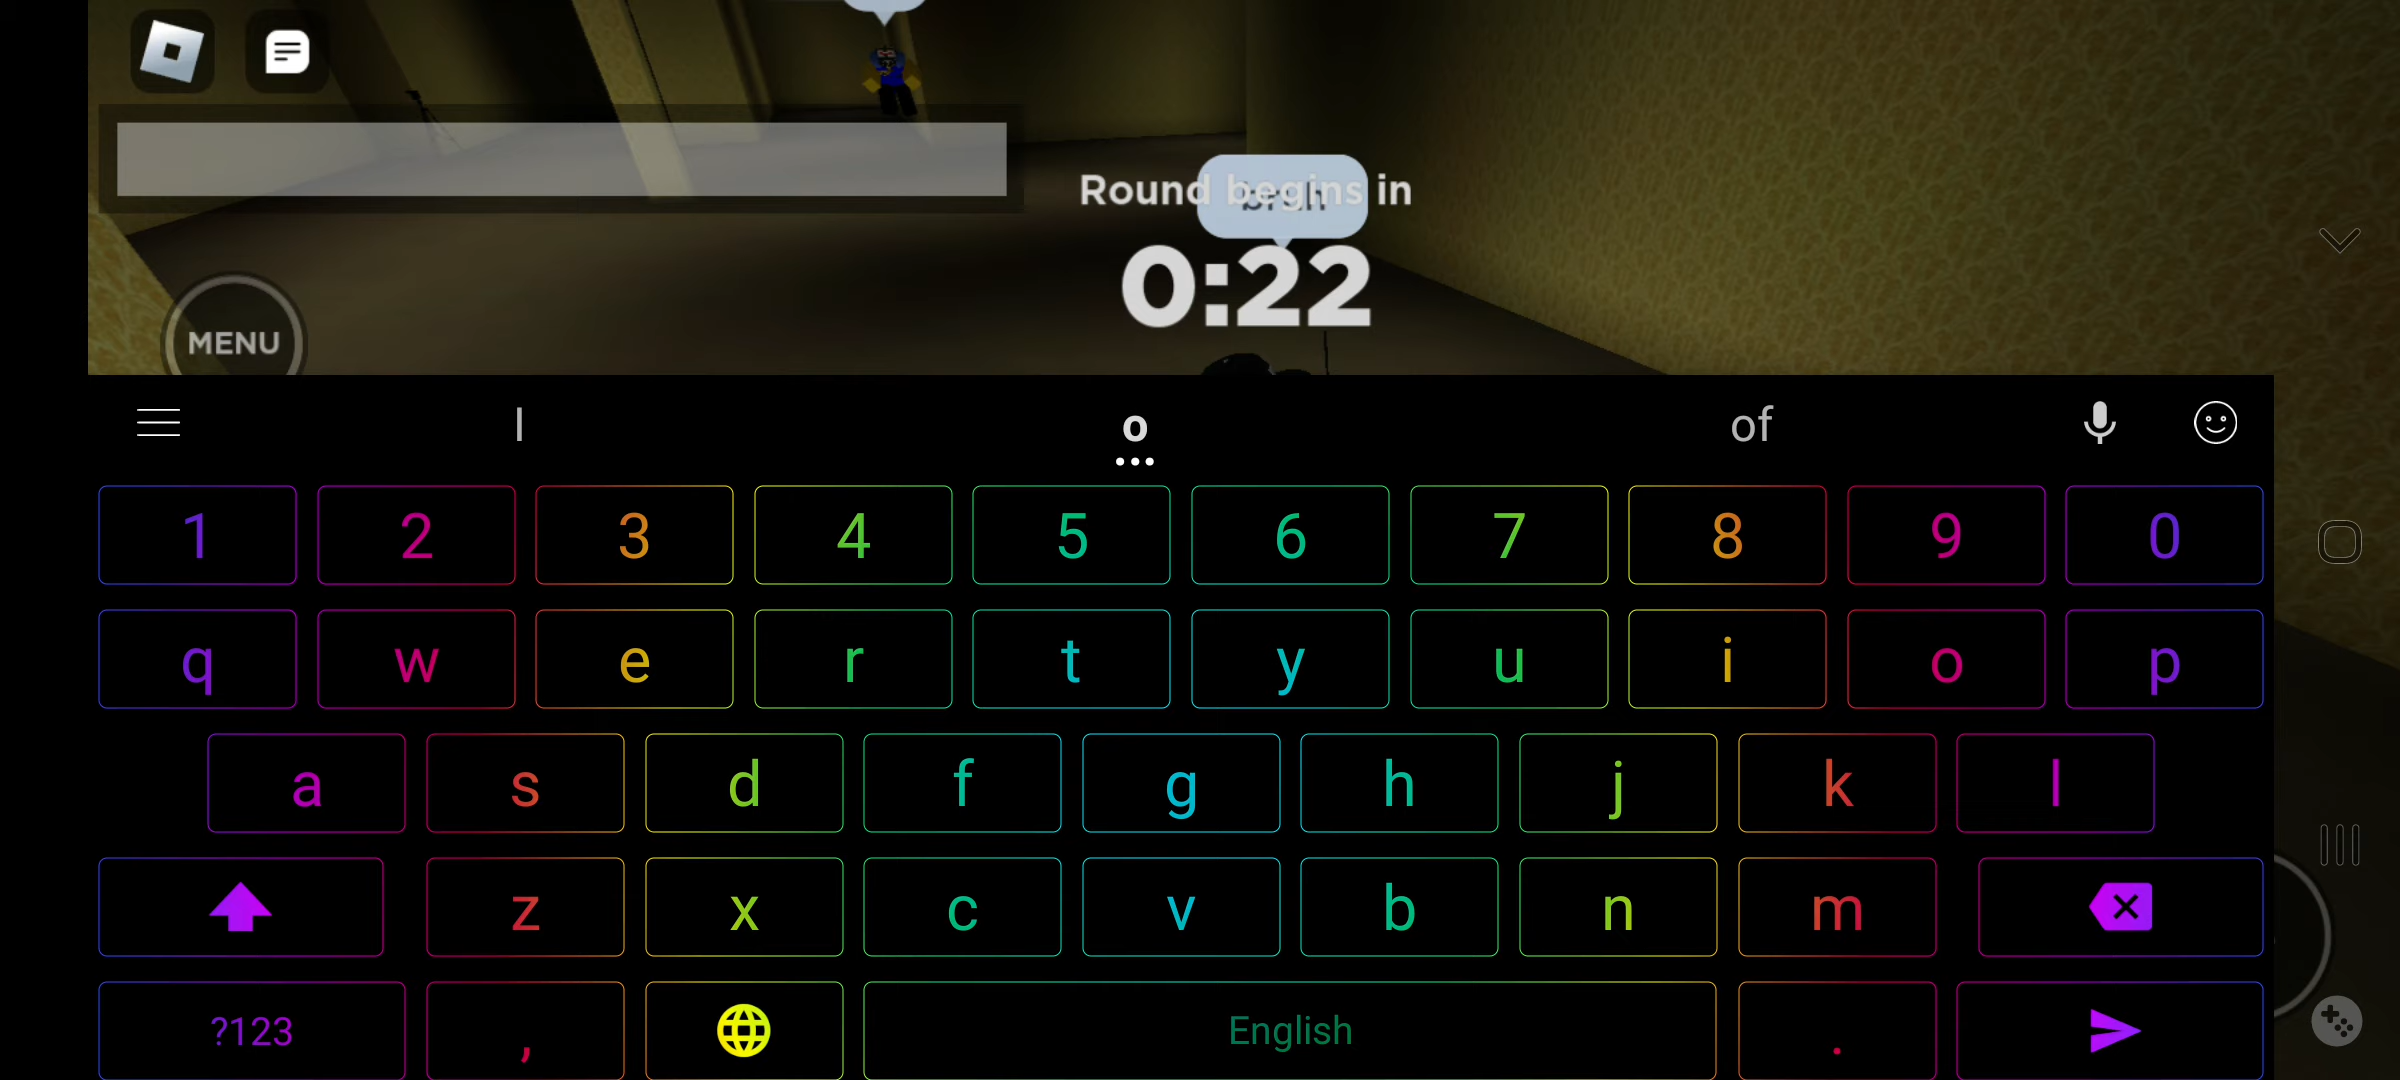 Round begins in
bruh
0:22
MENU
l
o
of
1 2 3 4 5 6 7 8 9 0
q w e r t y u i o p
a s d f g h j k l
z x c v b n m
?123 , English .